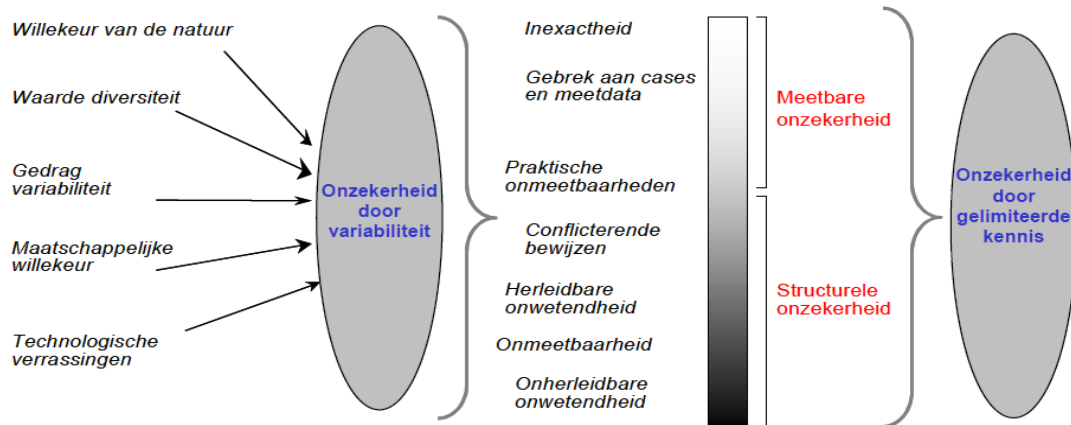 Willekeur van de natuur
Waarde diversiteit
Gedrag
variabiliteit
Maatschappelijke
willekeur
Technologische
verrassingen
Onzekerheid
door
variabiliteit
Inexactheid
Gebrek aan cases
en meetdata
Praktische
onmeetbaarheden
Conflicterende
bewijzen
Herleidbare
onwetendheid
Onmeetbaarheid
Onherleidbare
onwetendheid
Meetbare
onzekerheid
Structurele
onzekerheid
Onzekerheid
door
gelimiteerde
kennis